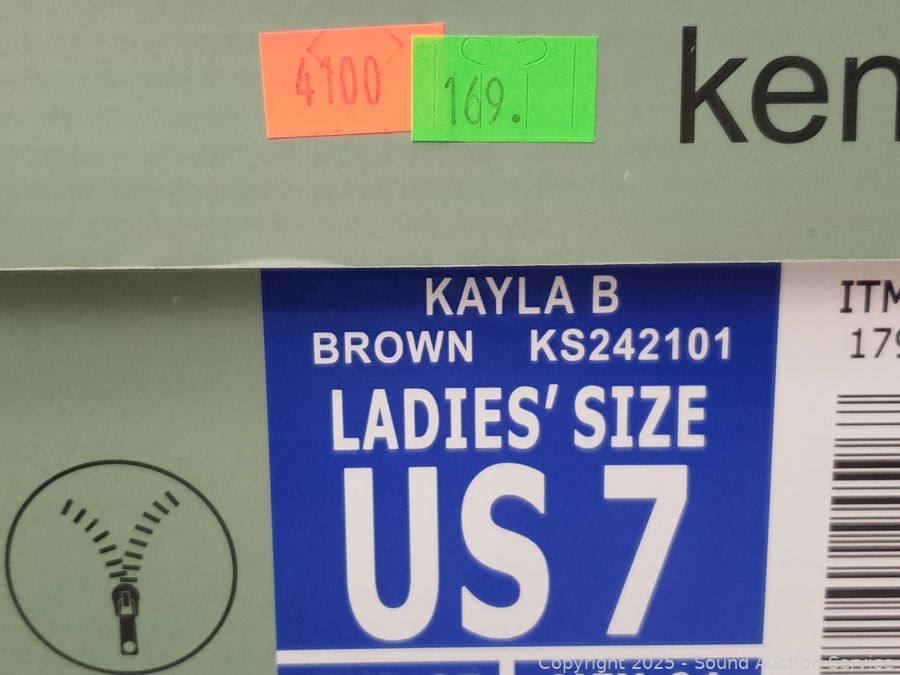 4100
169.
ken
KAYLA B
BROWN KS242101
LADIES' SIZE
US 7
ITM
179
Copyright 2025 - Sound Auction Service